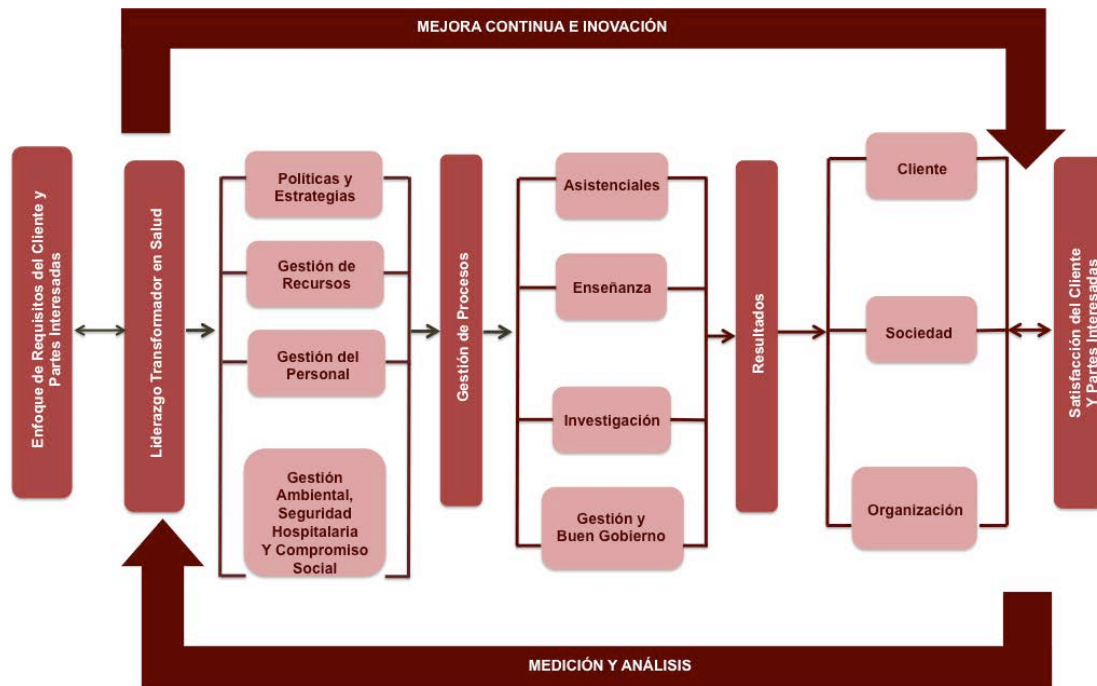 MEJORA CONTINUA E INOVACIÓN
Enfoque de Requisitos del Cliente y
Partes Interesadas
Liderazgo Transformador en Salud
Políticas y
Estrategias
Gestión de
Recursos
Gestión del
Personal
Gestión
Ambiental,
Seguridad
Hospitalaria
Y Compromiso
Social
Gestión de Procesos
Asistenciales
Enseñanza
Investigación
Gestión y
Buen Gobierno
Resultados
Cliente
Sociedad
Organización
Satisfacción del Cliente
Y Partes Interesadas
MEDICIÓN Y ANÁLISIS